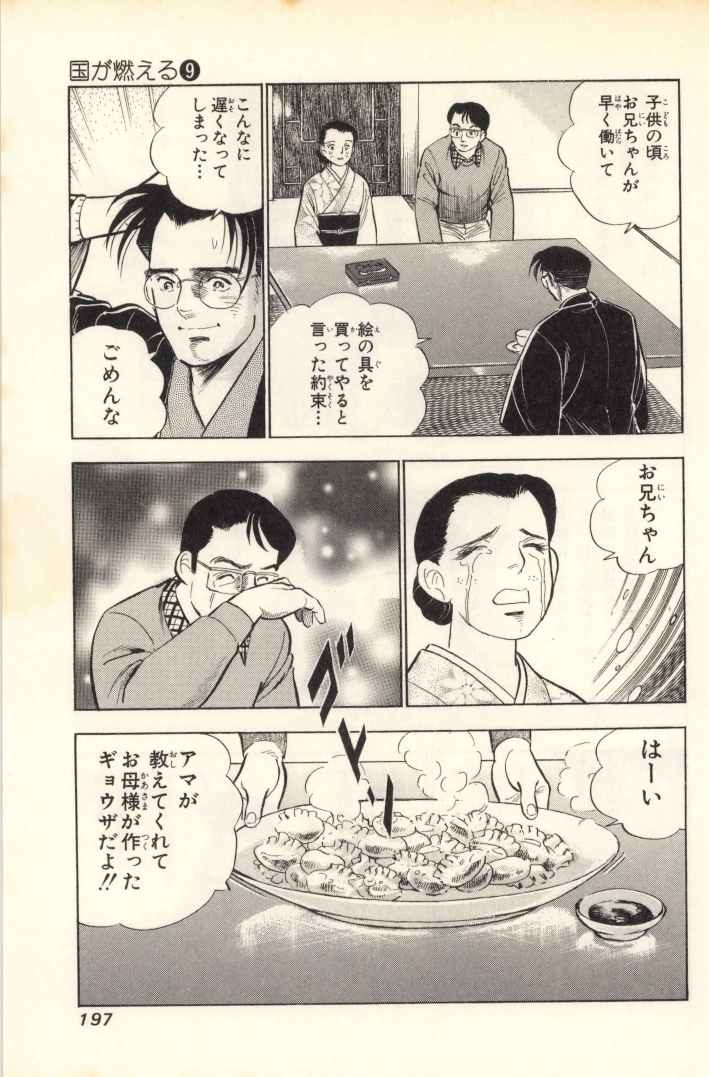 国が燃える❾
子供の頃
お兄ちゃんが
早く働いて
絵の具を
買ってやると
言った約束…
こんなに
遅くなって
しまった…
ごめんな
お兄ちゃん
グスン
はーい
アマが
教えてくれて
お母様が作った
ギョウザだよ!!
197